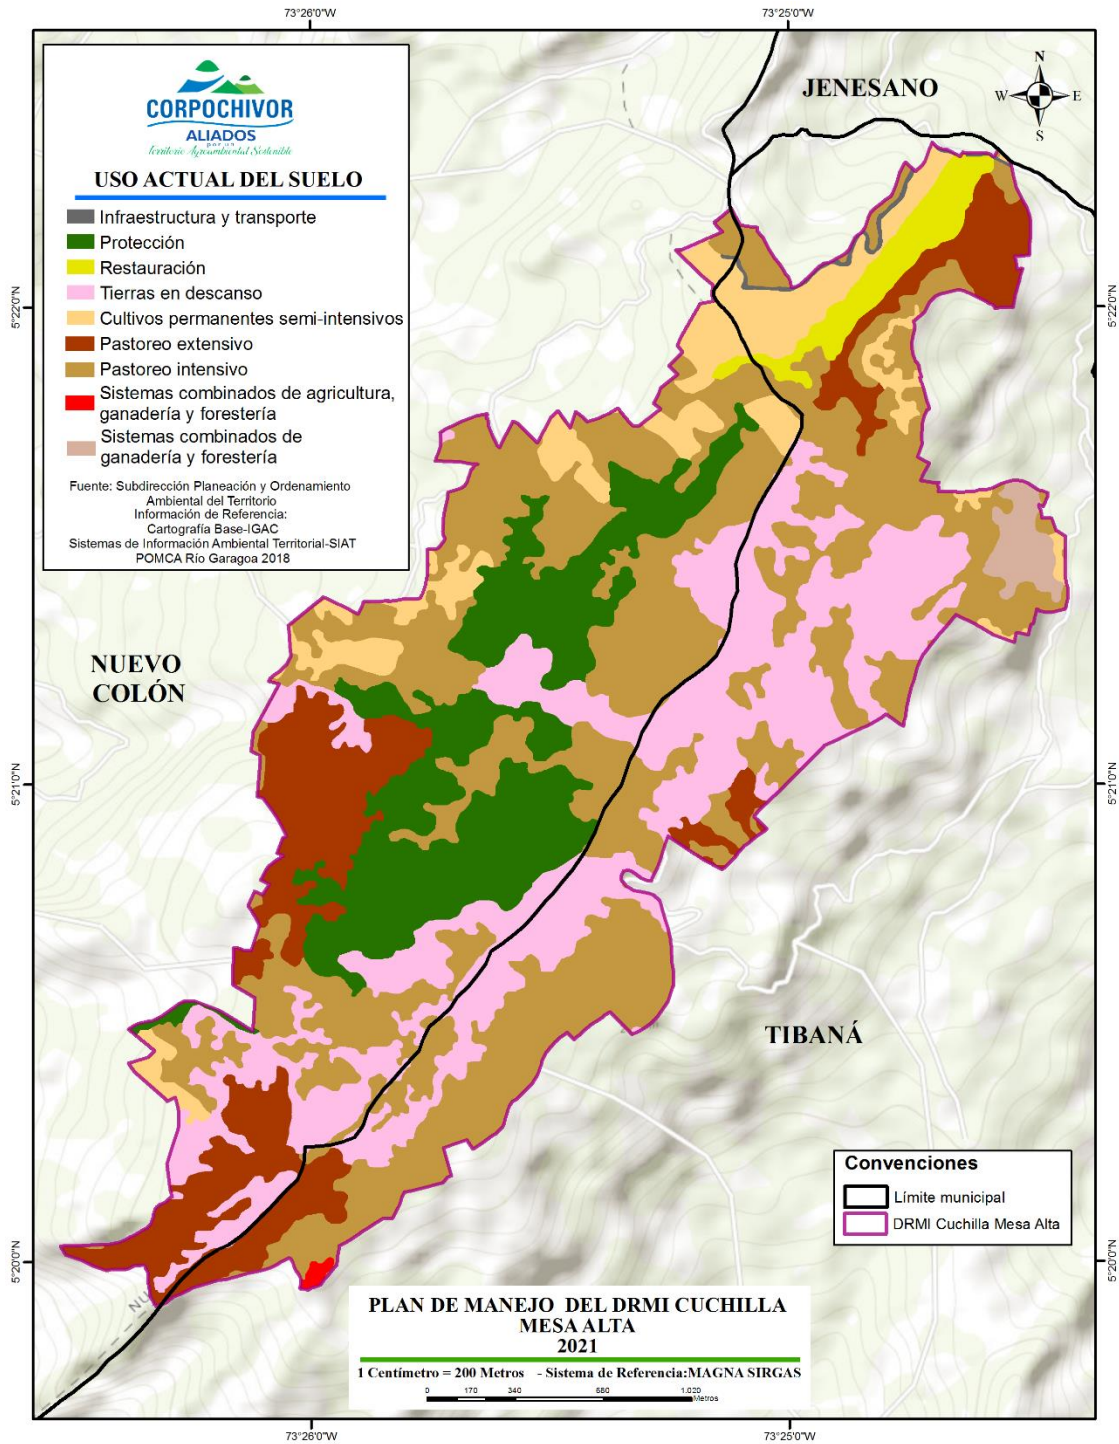 73°26'0"W
73°25'0"W
JENESANO
N
W
E
S
CORPOCHIVOR
ALIADOS
por un
Territorio Agroambiental Sostenible
USO ACTUAL DEL SUELO
Infraestructura y transporte
Protección
Restauración
Tierras en descanso
Cultivos permanentes semi-intensivos
Pastoreo extensivo
Pastoreo intensivo
Sistemas combinados de agricultura,
ganadería y forestería
Sistemas combinados de
ganadería y forestería
Fuente: Subdirección Planeación y Ordenamiento
Ambiental del Territorio
Información de Referencia:
Cartografía Base-IGAC
Sistemas de Información Ambiental Territorial-SIAT
POMCA Río Garagoa 2018
5°22'0"N
5°22'0"N
NUEVO
COLÓN
5°21'0"N
5°21'0"N
TIBANÁ
Convenciones
Límite municipal
DRMI Cuchilla Mesa Alta
5°20'0"N
5°20'0"N
NU
PLAN DE MANEJO DEL DRMI CUCHILLA
MESA ALTA
2021
1 Centímetro = 200 Metros - Sistema de Referencia:MAGNA SIRGAS
0 170 340 680 1.020
Metros
73°26'0"W
73°25'0"W